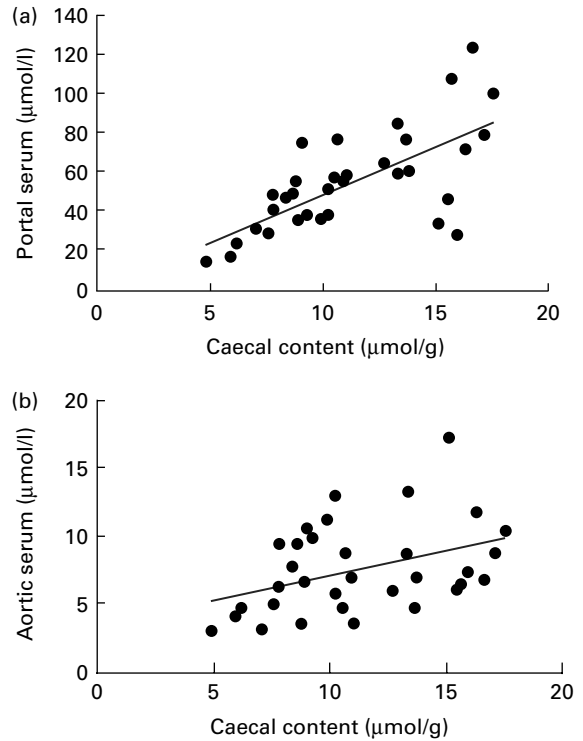 (a)
140
120
100
80
60
40
20
0
Portal serum (μmol/l)
0 5 10 15 20
Caecal content (μmol/g)
(b)
20
15
10
5
0
Aortic serum (μmol/l)
0 5 10 15 20
Caecal content (μmol/g)